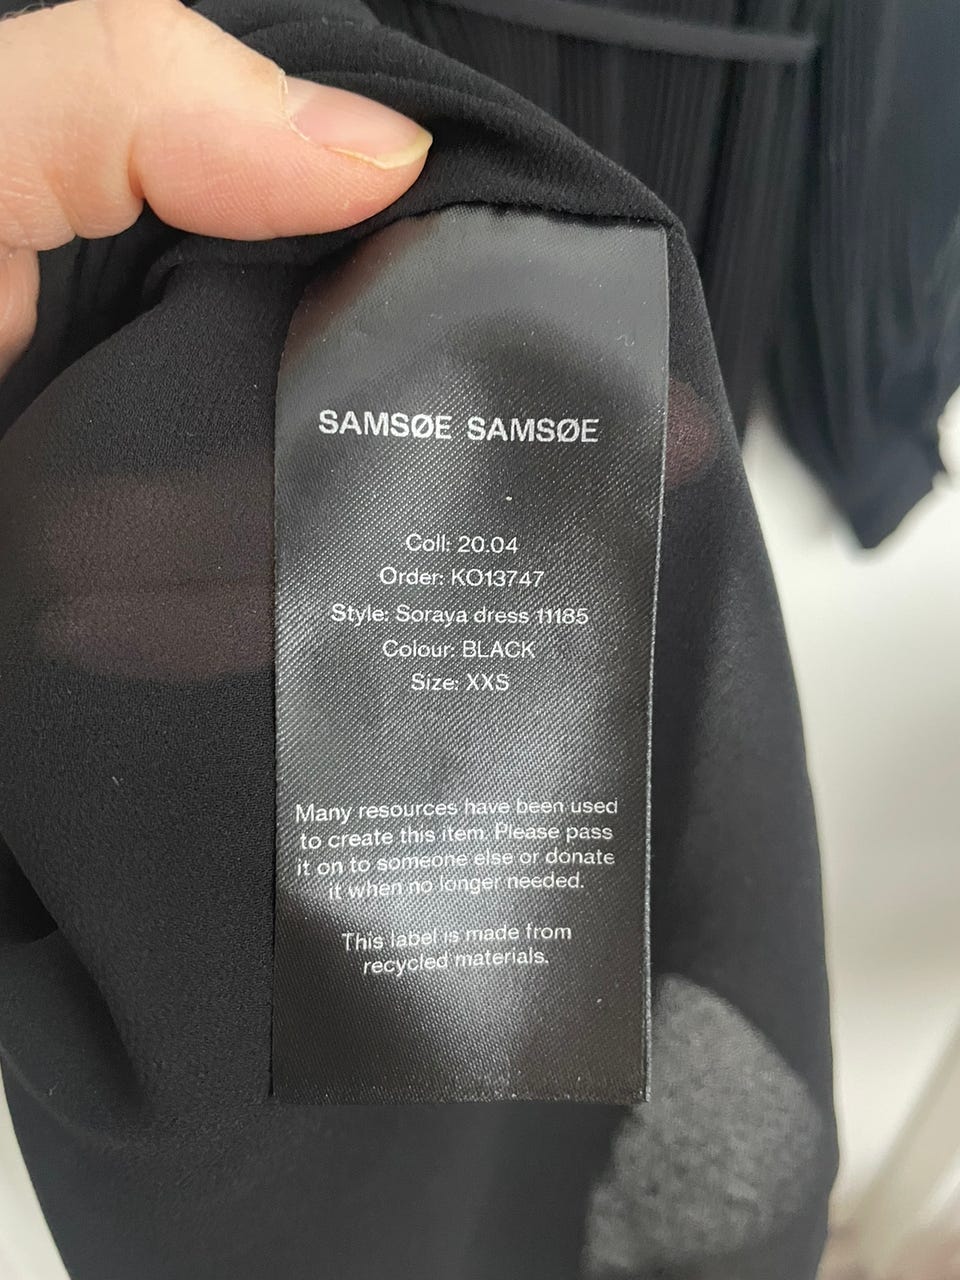 SAMSØE SAMSØE
Coll: 20.04
Order: KO13747
Style: Soraya dress 11185
Colour: BLACK
Size: XXS
Many resources have been used
to create this item. Please pass
it on to someone else or donate
it when no longer needed.
This label is made from
recycled materials.